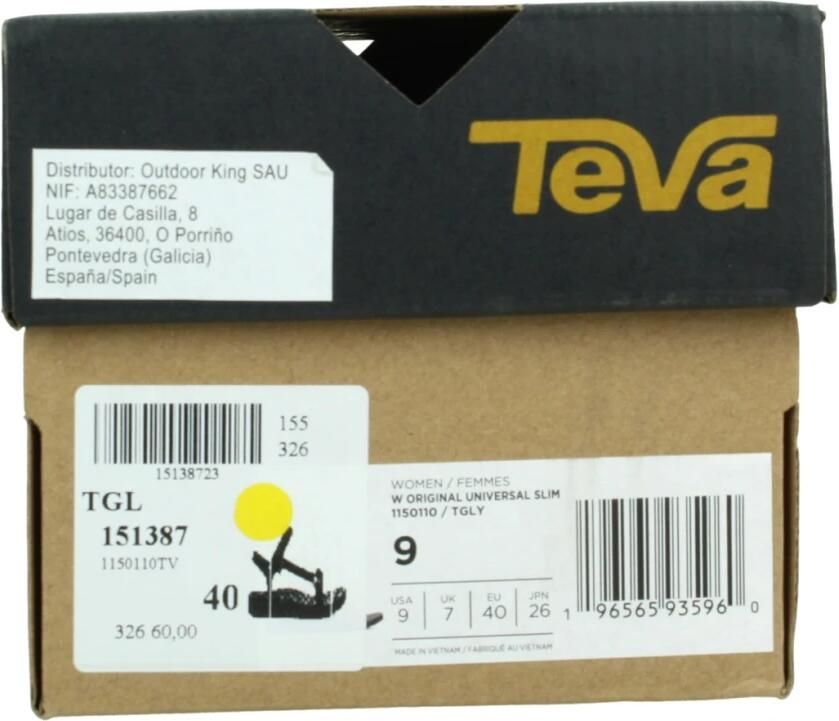 Teva
Distributor: Outdoor King SAU
NIF: A83387662
Lugar de Casilla, 8
Atios, 36400, O Porriño
Pontevedra (Galicia)
España/Spain
155
326
15138723
TGL
151387
1150110TV
40
326 60,00
WOMEN / FEMMES
W ORIGINAL UNIVERSAL SLIM
1150110 / TGLY
9
USA UK EU JPN
9 7 40 26
MADE IN VIETNAM / FABRIQUÉ AU VIETNAM
1 96565 93596 0